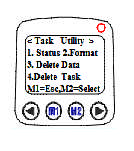 < Task Utility >
1. Status 2.Format
3. Delete Data
4.Delete Task
M1=Esc,M2=Select
M1 M2